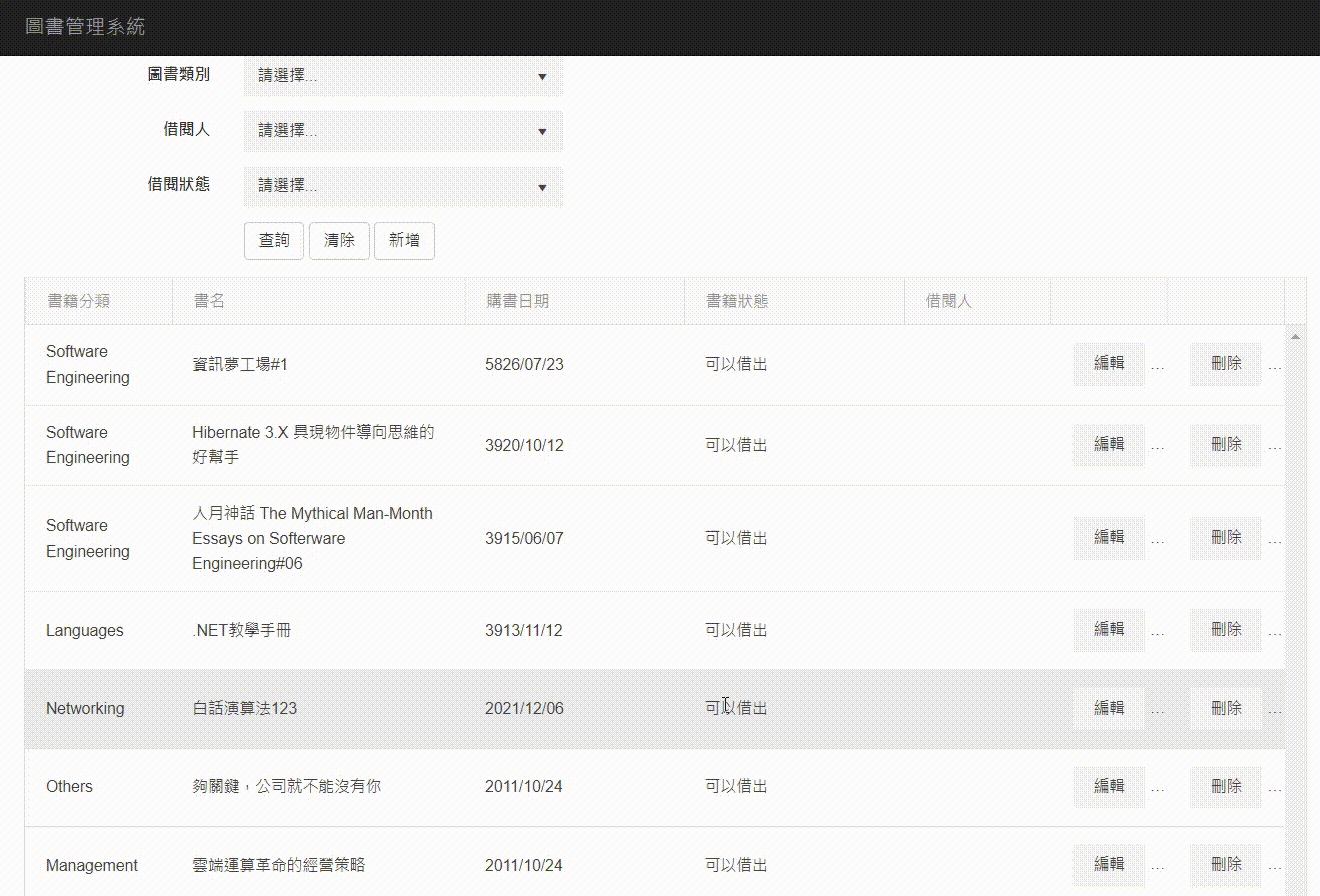 圖書管理系統
圖書類別 請選擇...
借閱人 請選擇...
借閱狀態 請選擇...
查詢 清除 新增
書籍分類 書名 購書日期 書籍狀態 借閱人
Software Engineering 資訊夢工場#1 5826/07/23 可以借出 編輯 ... 刪除 ...
Software Engineering Hibernate 3.X 具現物件導向思維的好幫手 3920/10/12 可以借出 編輯 ... 刪除 ...
Software Engineering 人月神話 The Mythical Man-Month Essays on Softerware Engineering#06 3915/06/07 可以借出 編輯 ... 刪除 ...
Languages .NET教學手冊 3913/11/12 可以借出 編輯 ... 刪除 ...
Networking 白話演算法123 2021/12/06 可以借出 編輯 ... 刪除 ...
Others 夠關鍵，公司就不能沒有你 2011/10/24 可以借出 編輯 ... 刪除 ...
Management 雲端運算革命的經營策略 2011/10/24 可以借出 編輯 ... 刪除 ...